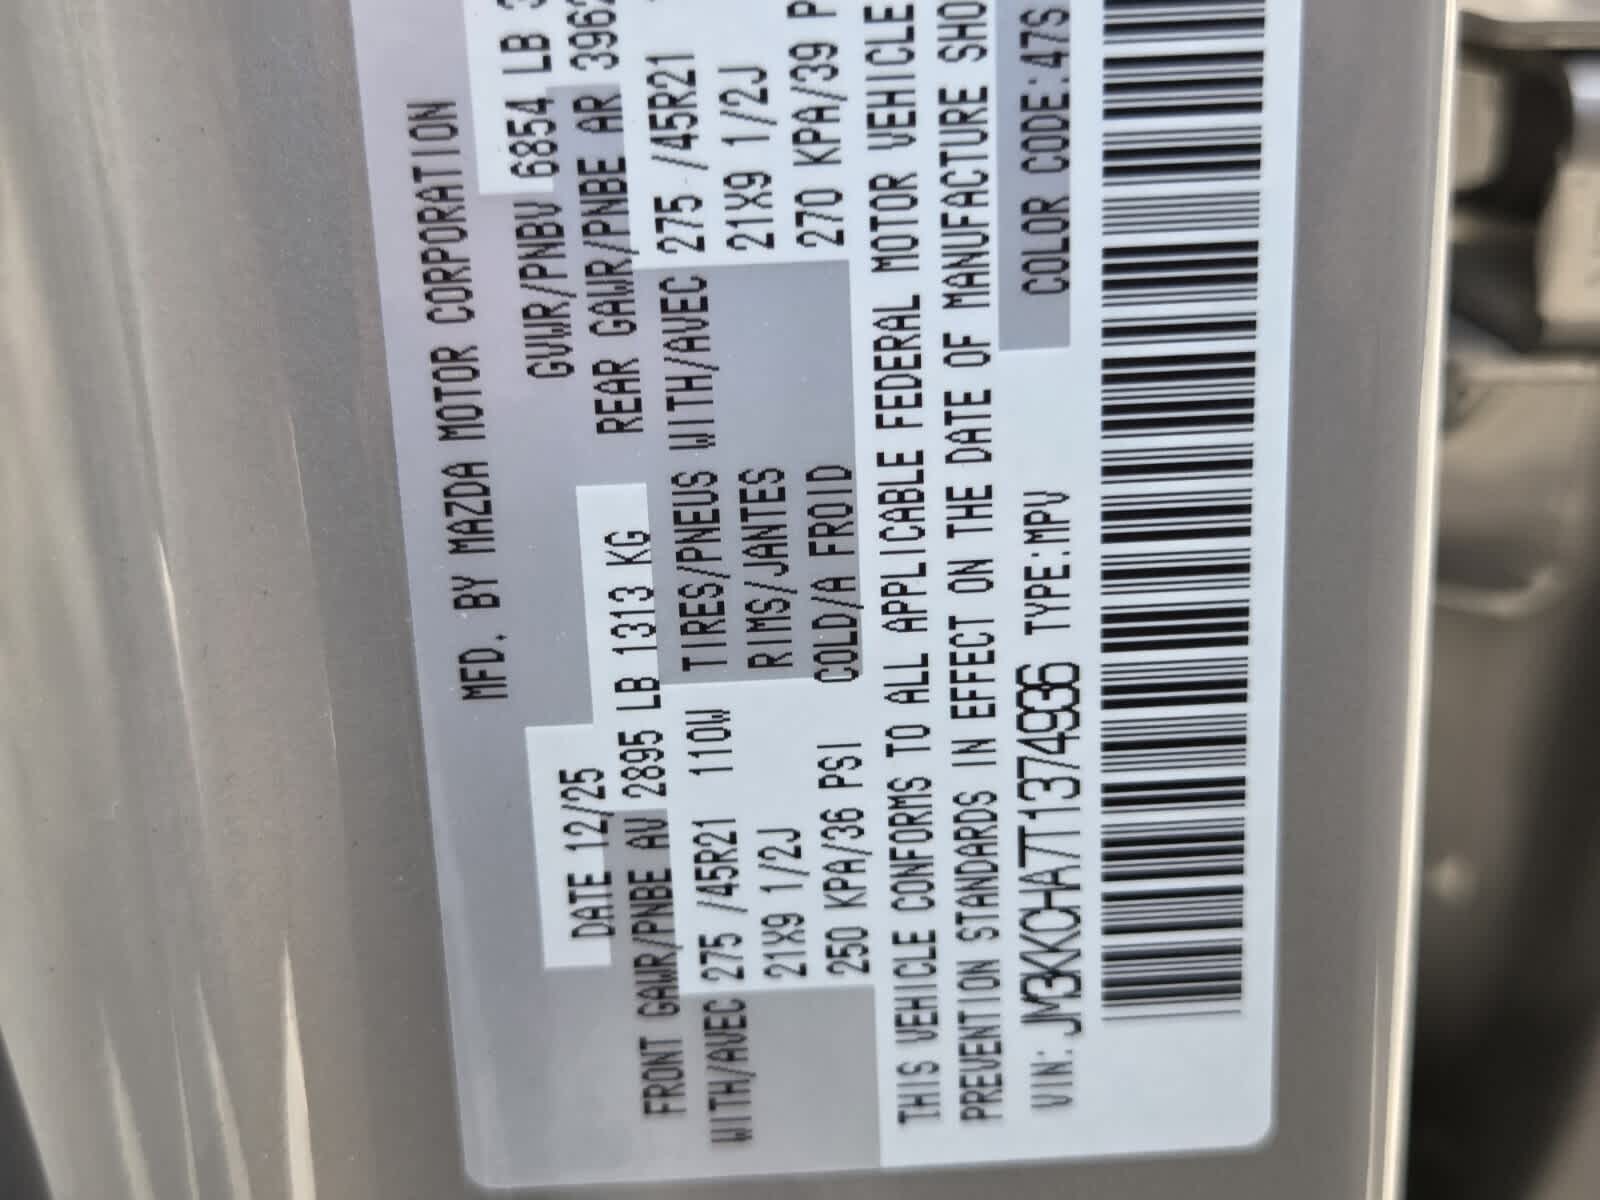 MFD. BY MAZDA MOTOR CORPORATION
DATE 12/25 GVWR/PNBV 6854 LB
FRONT GAWR/PNBE AV 2895 LB 1313 KG REAR GAWR/PNBE AR 3962
WITH/AVEC 275 /45R21 110W TIRES/PNEUS WITH/AVEC 275 /45R21
21X9 1/2J RIMS/JANTES 21X9 1/2J
250 KPA/36 PSI COLD/A FROID 270 KPA/39 P
THIS VEHICLE CONFORMS TO ALL APPLICABLE FEDERAL MOTOR VEHICLE
PREVENTION STANDARDS IN EFFECT ON THE DATE OF MANUFACTURE SHO
VIN: JM3KKCHA7T1374936 TYPE:MPV COLOR CODE:47S